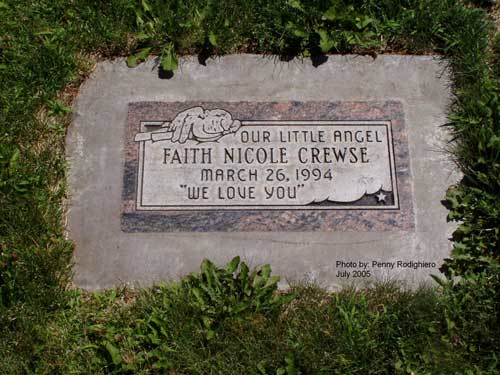 OUR LITTLE ANGEL
FAITH NICOLE CREWSE
MARCH 26, 1994
"WE LOVE YOU"
Photo by: Penny Rodighiero
July 2005